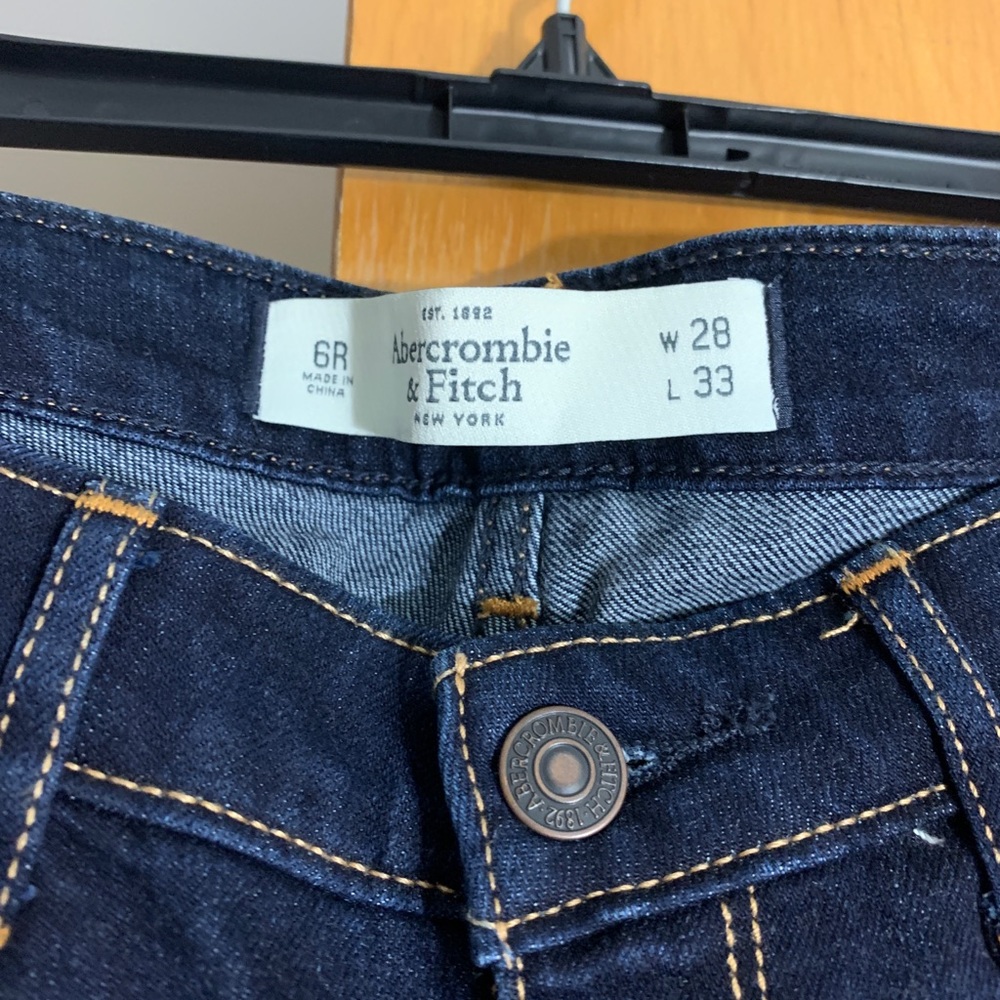 6R
MADE IN
CHINA
EST. 1892
Abercrombie
& Fitch
NEW YORK
W 28
L 33
ABERCROMBIE & FITCH · 1892 ·